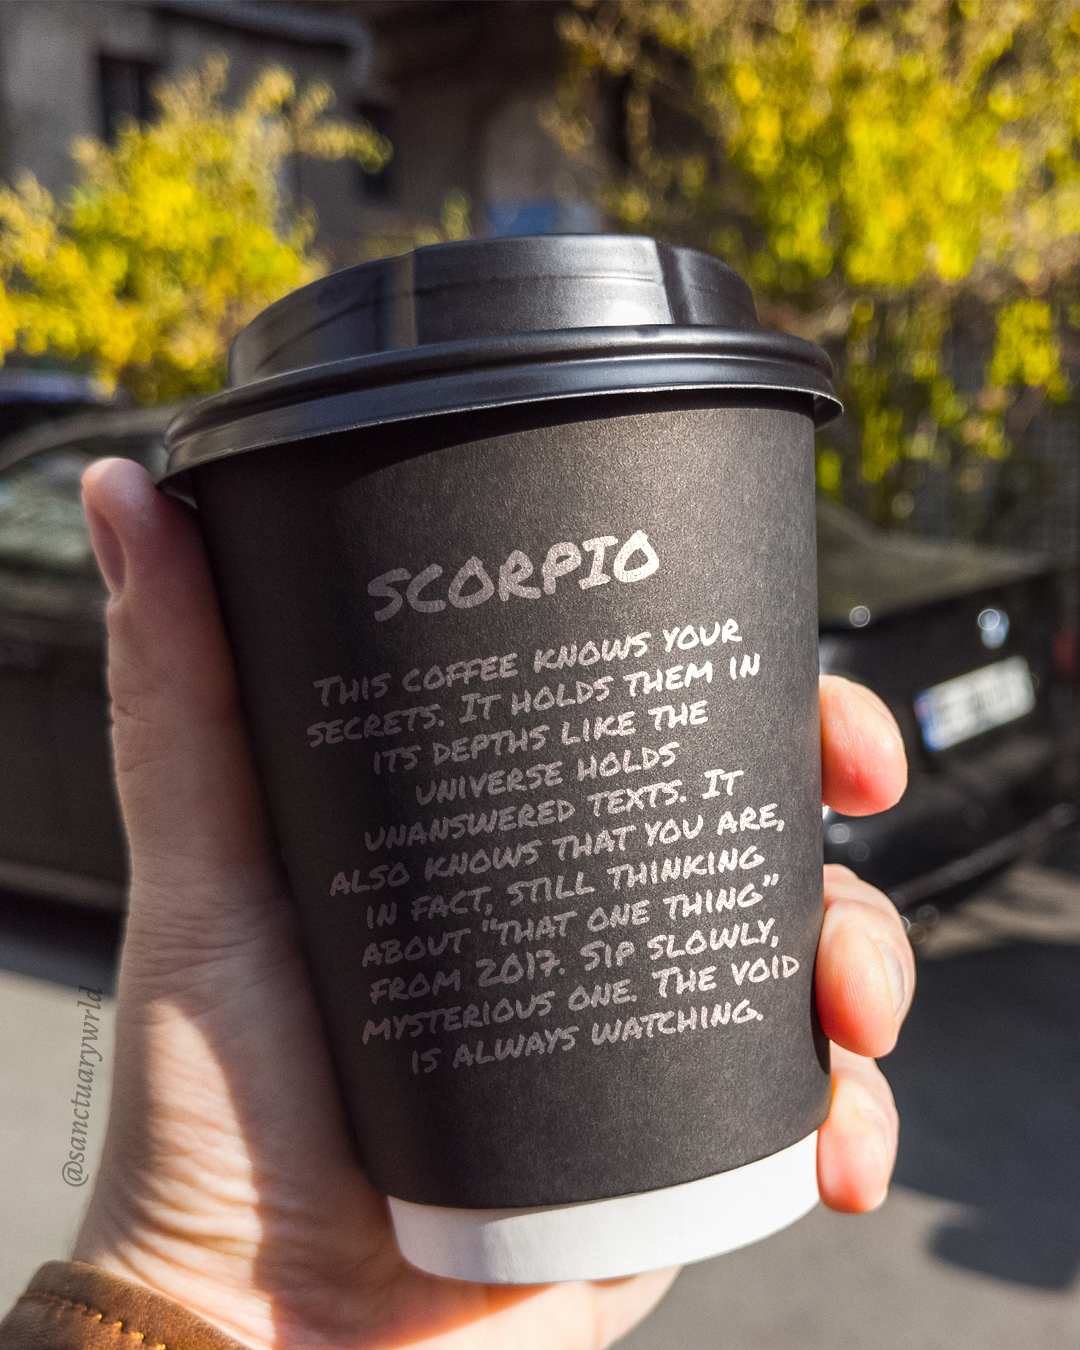 SCORPIO
THIS COFFEE KNOWS YOUR
SECRETS. IT HOLDS THEM IN
ITS DEPTHS LIKE THE
UNIVERSE HOLDS
UNANSWERED TEXTS. IT
ALSO KNOWS THAT YOU ARE,
IN FACT, STILL THINKING
ABOUT "THAT ONE THING"
FROM 2017. SIP SLOWLY,
MYSTERIOUS ONE. THE VOID
IS ALWAYS WATCHING.
@sanctuarywrld